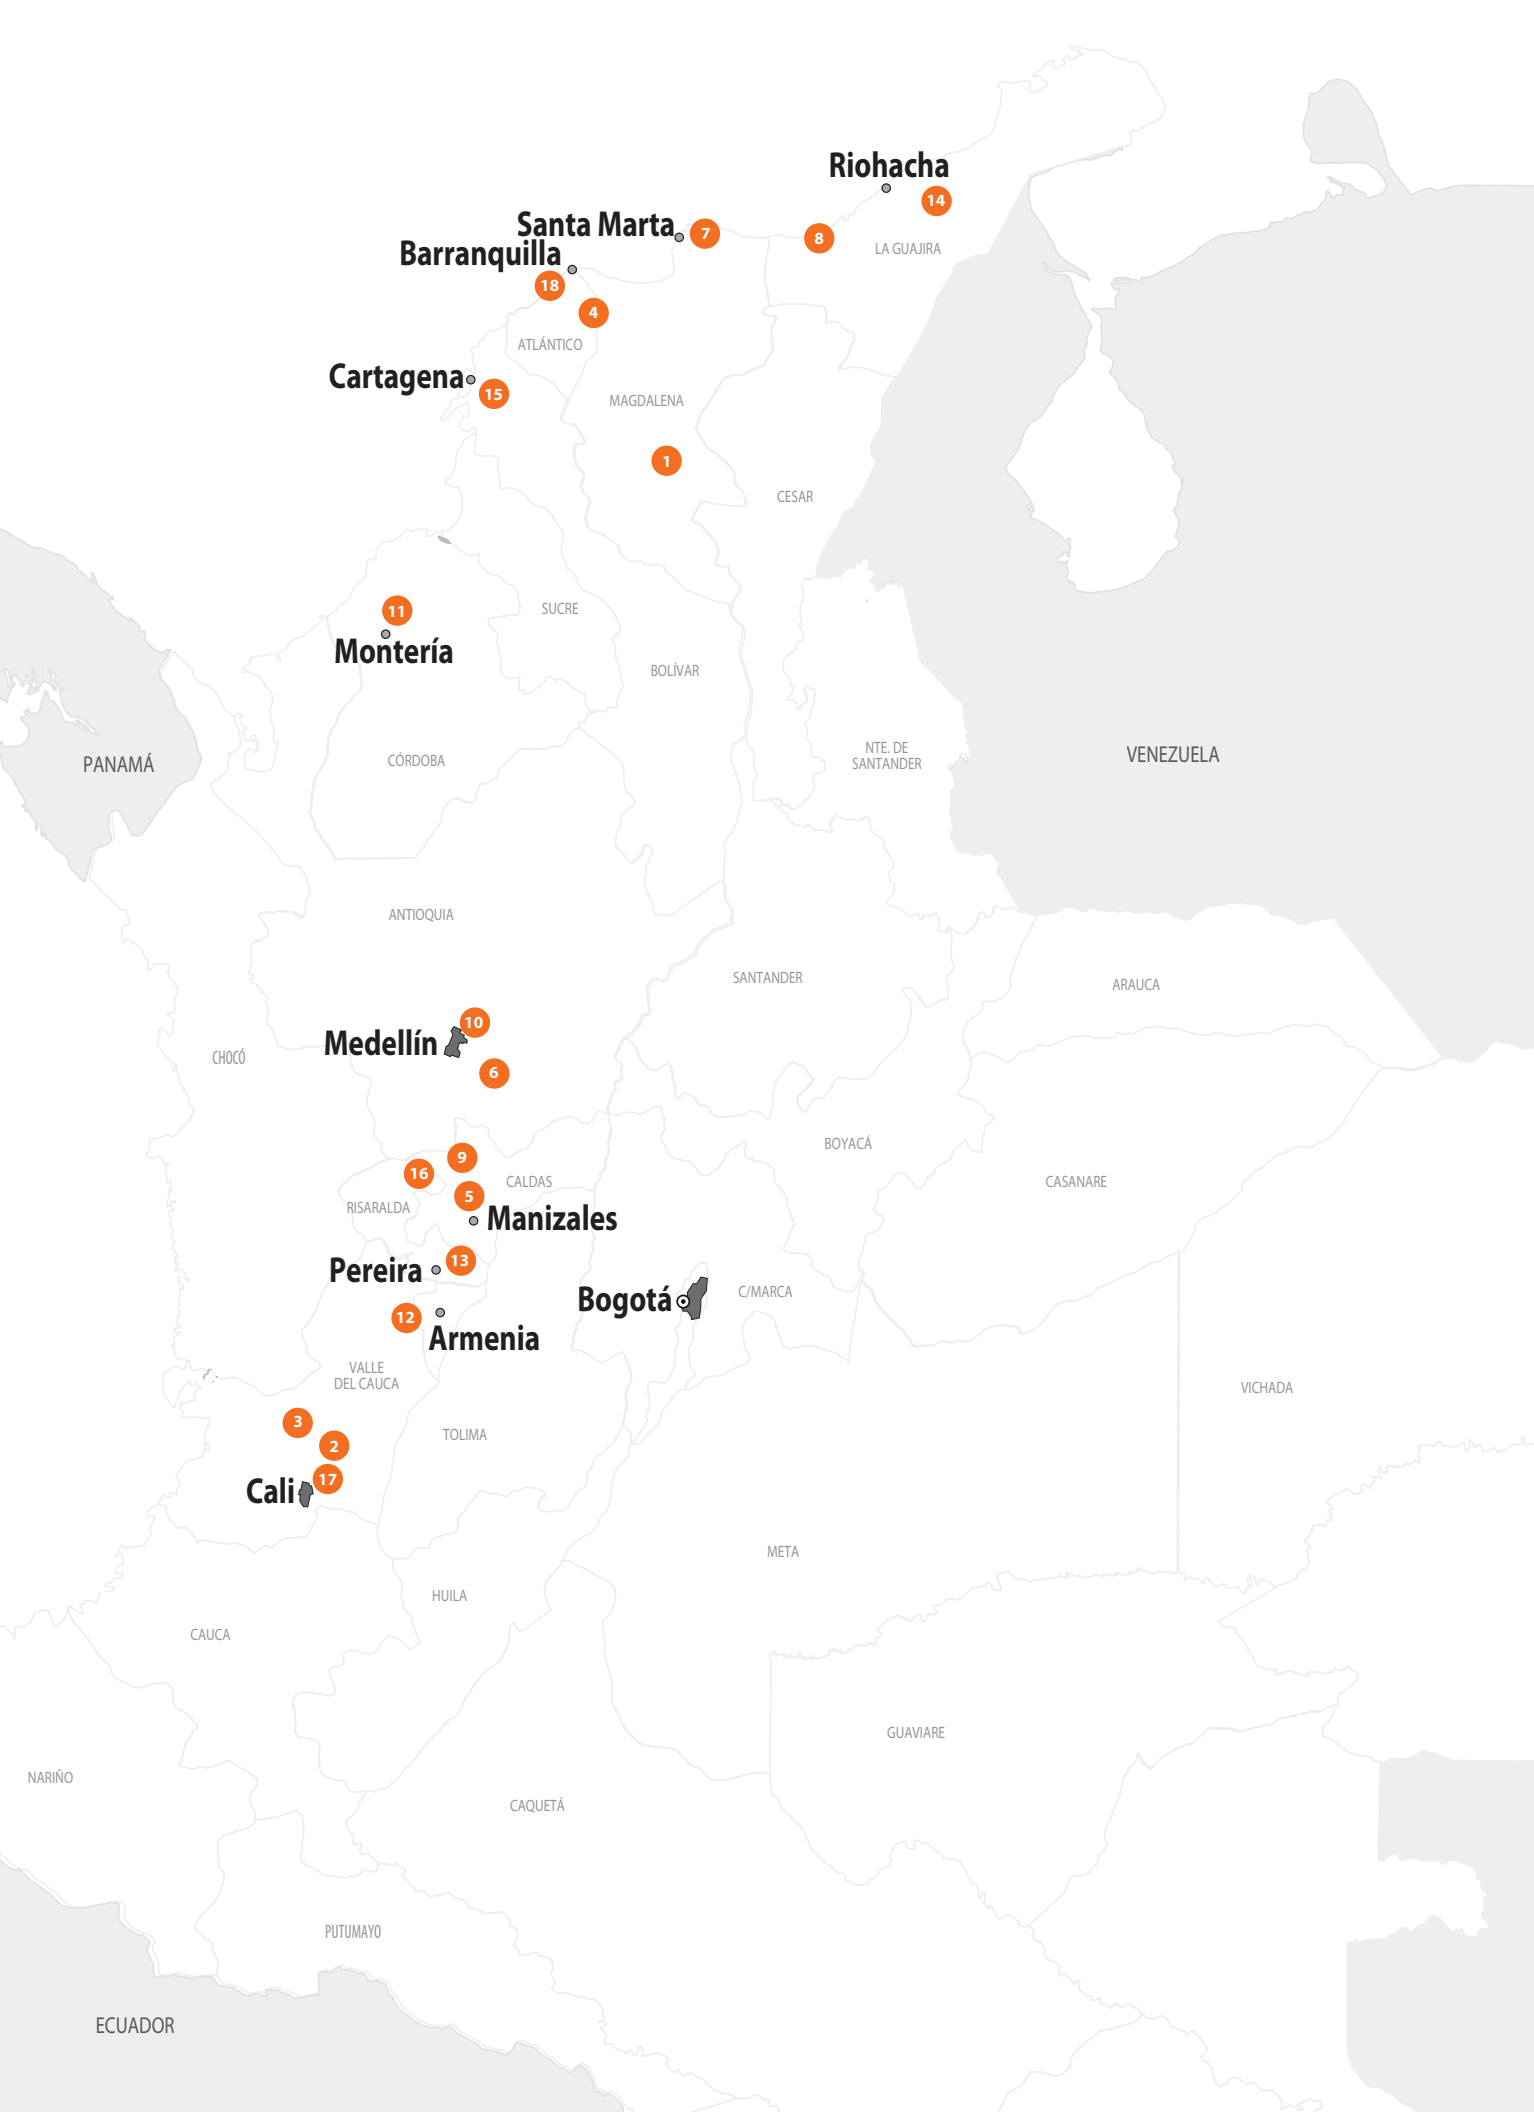 Riohacha
14
Santa Marta
7
8
LA GUAJIRA
Barranquilla
18
4
ATLÁNTICO
Cartagena
15
MAGDALENA
1
CESAR
11
SUCRE
Montería
BOLÍVAR
NTE. DE
SANTANDER
VENEZUELA
PANAMÁ
CÓRDOBA
ANTIOQUIA
SANTANDER
ARAUCA
10
Medellín
CHOCÓ
6
BOYACÁ
9
16
CALDAS
CASANARE
5
RISARALDA
Manizales
13
Pereira
C/MARCA
Bogotá
12
Armenia
VALLE
DEL CAUCA
VICHADA
3
TOLIMA
2
17
Cali
META
HUILA
CAUCA
GUAVIARE
NARIÑO
CAQUETÁ
PUTUMAYO
ECUADOR